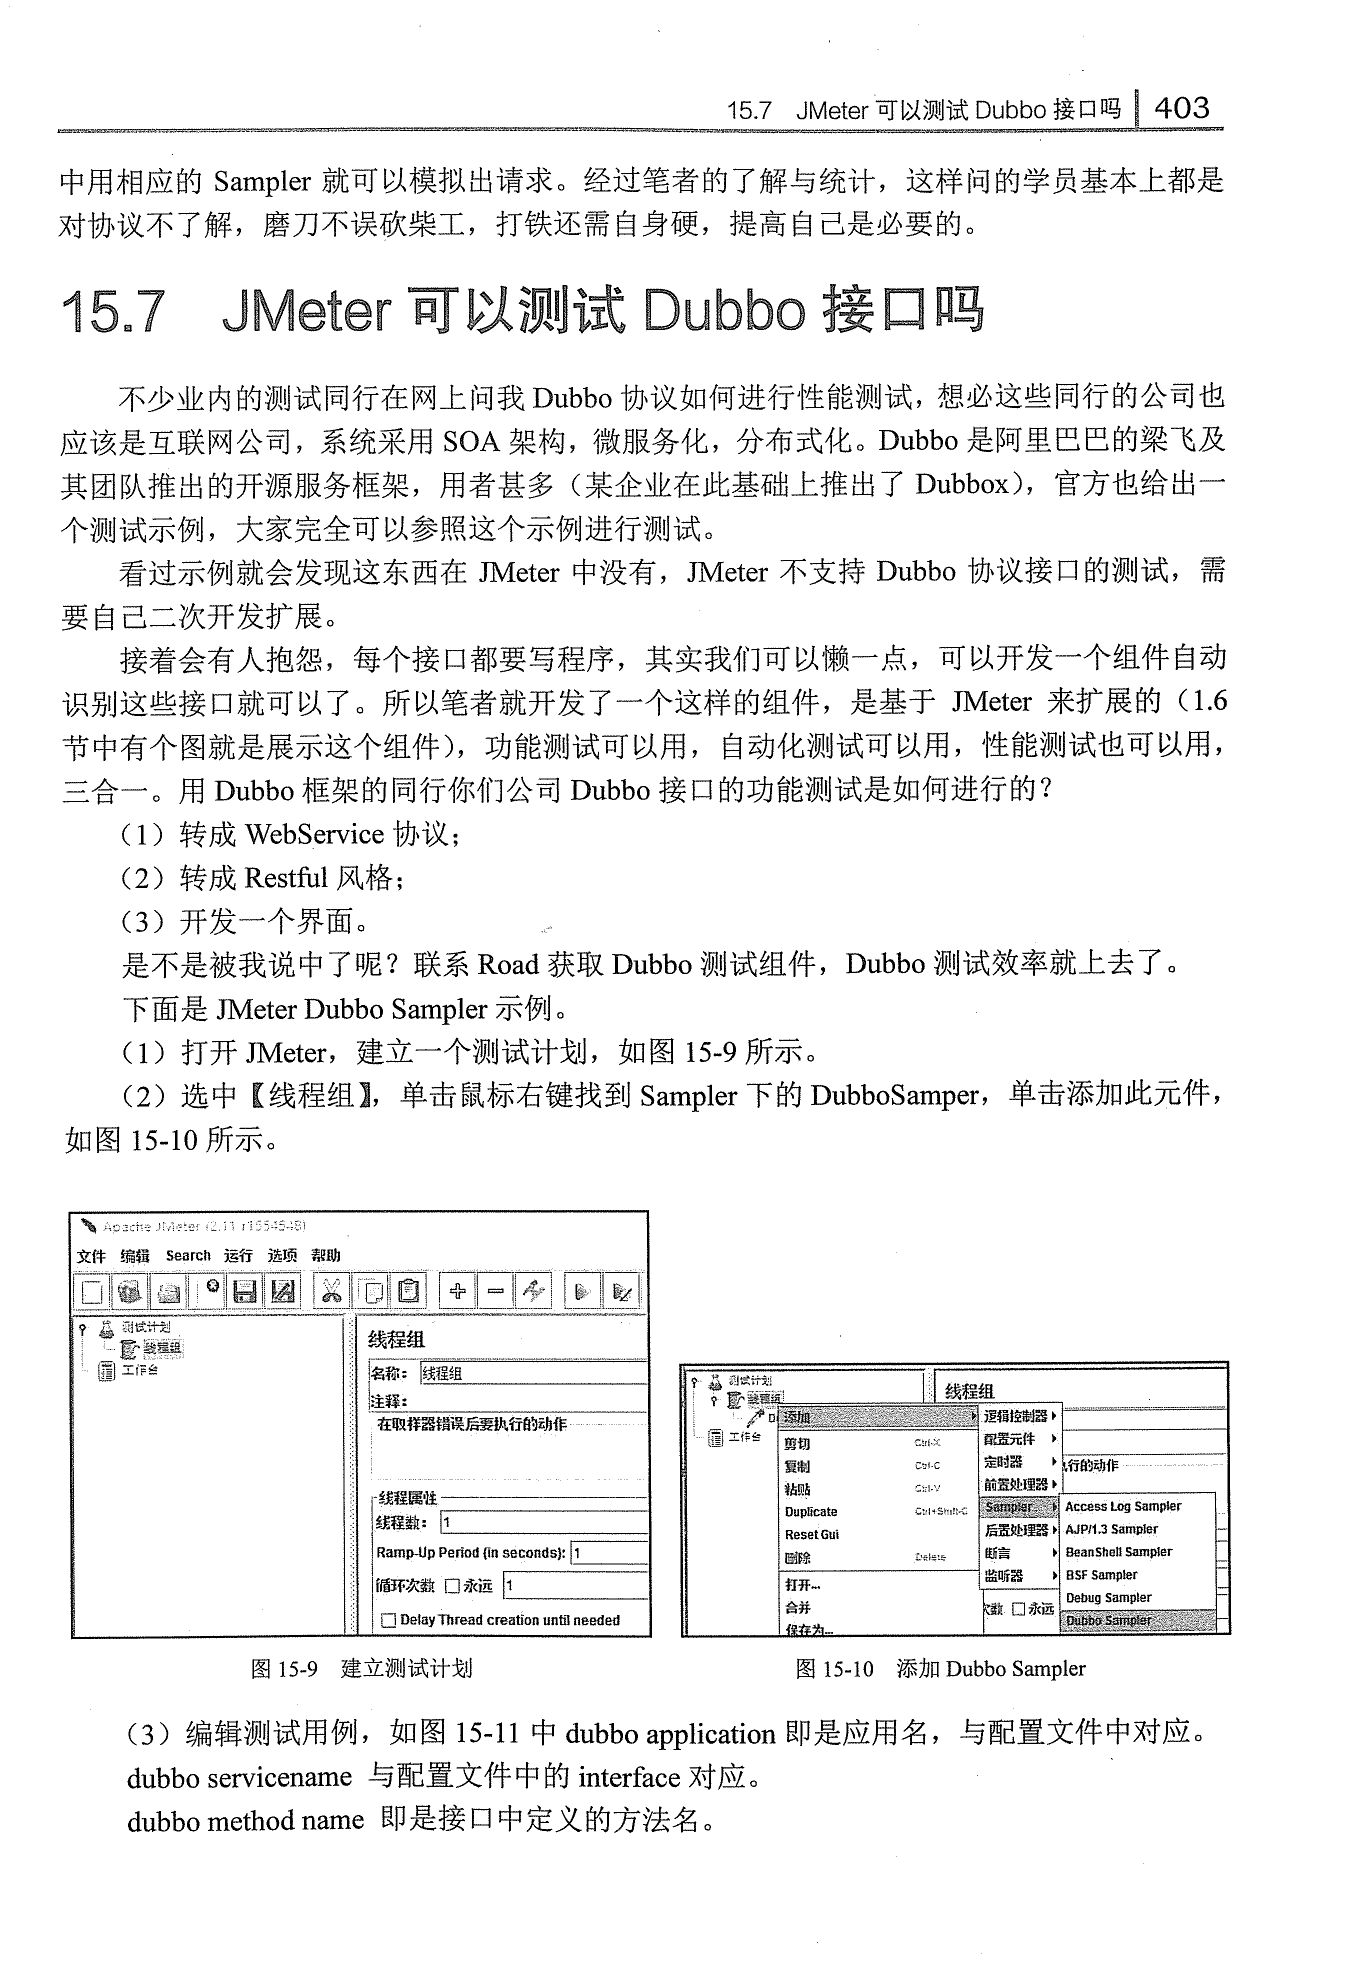 15.7 JMeter 可以测试 Dubbo 接口吗 403
中用相应的 Sampler 就可以模拟出请求。经过笔者的了解与统计，这样问的学员基本上都是
对协议不了解，磨刀不误砍柴工，打铁还需自身硬，提高自己是必要的。
15.7 JMeter 可以测试 Dubbo 接口吗
不少业内的测试同行在网上问我 Dubbo 协议如何进行性能测试，想必这些同行的公司也
应该是互联网公司，系统采用 SOA 架构，微服务化，分布式化。Dubbo 是阿里巴巴的梁飞及
其团队推出的开源服务框架，用者甚多（某企业在此基础上推出了 Dubbox），官方也给出一
个测试示例，大家完全可以参照这个示例进行测试。
看过示例就会发现这东西在 JMeter 中没有，JMeter 不支持 Dubbo 协议接口的测试，需
要自己二次开发扩展。
接着会有人抱怨，每个接口都要写程序，其实我们可以懒一点，可以开发一个组件自动
识别这些接口就可以了。所以笔者就开发了一个这样的组件，是基于 JMeter 来扩展的（1.6
节中有个图就是展示这个组件），功能测试可以用，自动化测试可以用，性能测试也可以用，
三合一。用 Dubbo 框架的同行你们公司 Dubbo 接口的功能测试是如何进行的？
（1）转成 WebService 协议；
（2）转成 Restful 风格；
（3）开发一个界面。
是不是被我说中了呢？联系 Road 获取 Dubbo 测试组件，Dubbo 测试效率就上去了。
下面是 JMeter Dubbo Sampler 示例。
（1）打开 JMeter，建立一个测试计划，如图 15-9 所示。
（2）选中【线程组】，单击鼠标右键找到 Sampler 下的 DubboSamper，单击添加此元件，
如图 15-10 所示。
Apache JMeter (2.11 r1554548)
文件 编辑 Search 运行 选项 帮助
测试计划
线程组
工作台
线程组
名称： 线程组
注释：
在取样器错误后要执行的动作
线程属性
线程数： 1
Ramp-Up Period (in seconds): 1
循环次数 永远 1
Delay Thread creation until needed
图 15-9 建立测试计划
测试计划
线程组
工作台
线程组
添加
剪切 Ctrl-X
复制 Ctrl-C
粘贴 Ctrl-V
Duplicate Ctrl+Shift-C
Reset Gui
删除 Delete
打开...
合并
保存为...
逻辑控制器
配置元件
定时器
前置处理器
Sampler
后置处理器
断言
监听器
行的动作
次数 永远
Access Log Sampler
AJP/1.3 Sampler
BeanShell Sampler
BSF Sampler
Debug Sampler
Dubbo Sampler
图 15-10 添加 Dubbo Sampler
（3）编辑测试用例，如图 15-11 中 dubbo application 即是应用名，与配置文件中对应。
dubbo servicename 与配置文件中的 interface 对应。
dubbo method name 即是接口中定义的方法名。